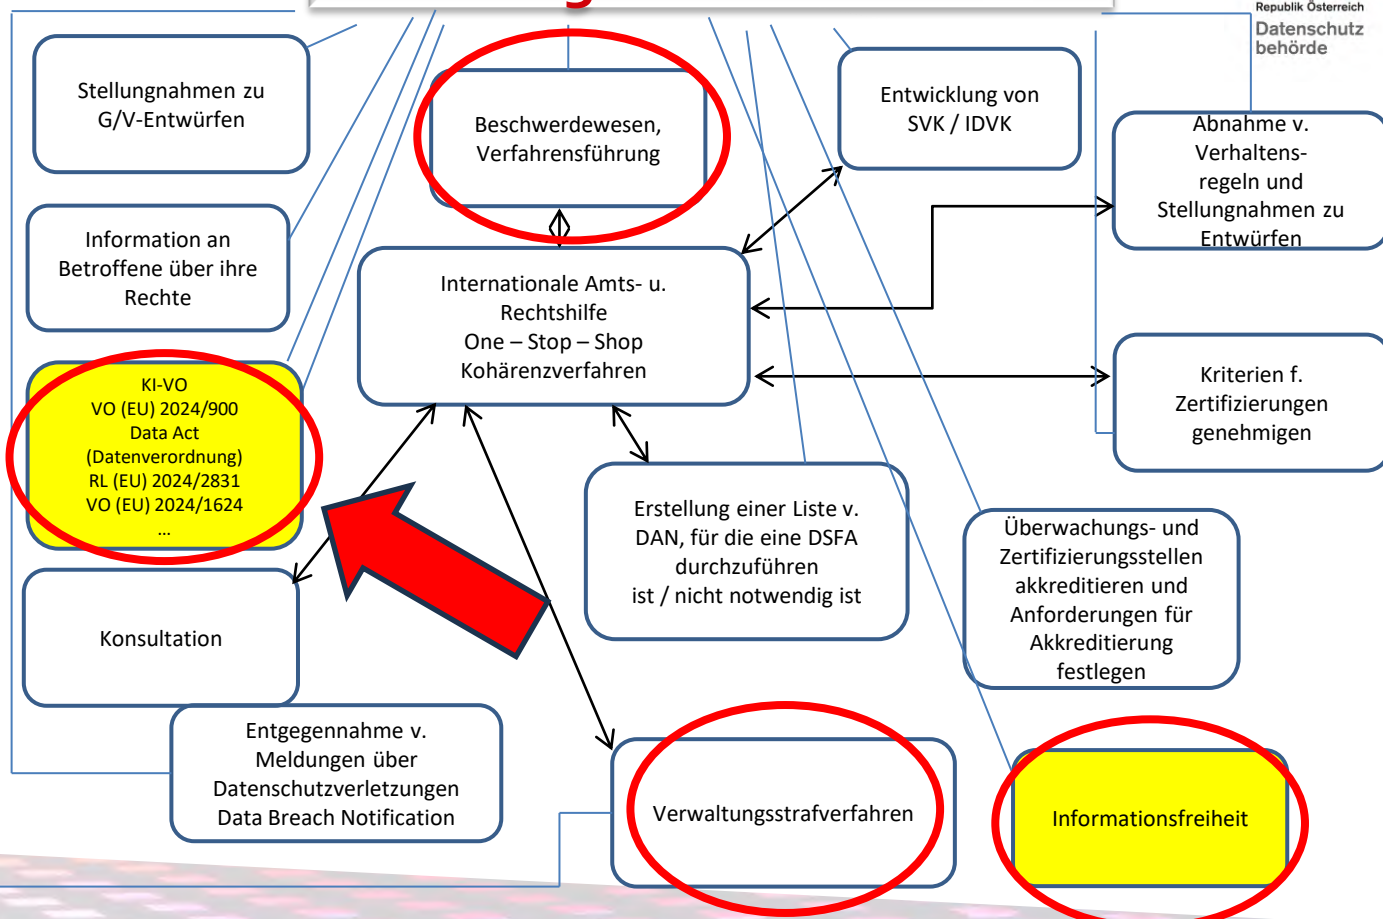 Republik Österreich
Datenschutz
behörde
Stellungnahmen zu
G/V-Entwürfen
Beschwerdewesen,
Verfahrensführung
Entwicklung von
SVK / IDVK
Abnahme v.
Verhaltens-
regeln und
Stellungnahmen zu
Entwürfen
Information an
Betroffene über ihre
Rechte
Internationale Amts- u.
Rechtshilfe
One – Stop – Shop
Kohärenzverfahren
KI-VO
VO (EU) 2024/900
Data Act
(Datenverordnung)
RL (EU) 2024/2831
VO (EU) 2024/1624
...
Kriterien f.
Zertifizierungen
genehmigen
Erstellung einer Liste v.
DAN, für die eine DSFA
durchzuführen
ist / nicht notwendig ist
Überwachungs- und
Zertifizierungsstellen
akkreditieren und
Anforderungen für
Akkreditierung
festlegen
Konsultation
Entgegennahme v.
Meldungen über
Datenschutzverletzungen
Data Breach Notification
Verwaltungsstrafverfahren
Informationsfreiheit